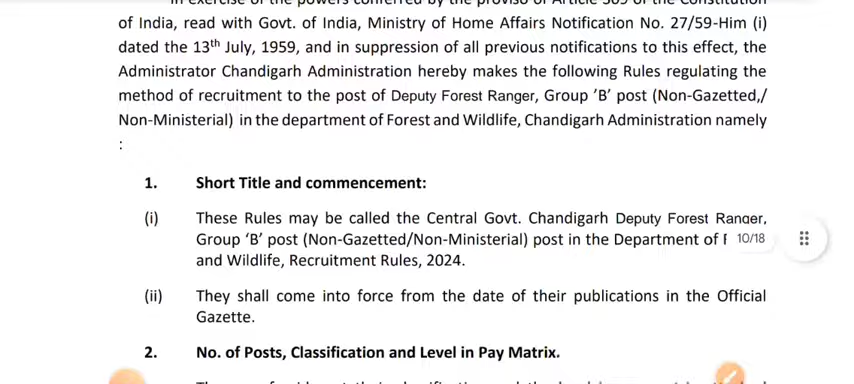 of India, read with Govt. of India, Ministry of Home Affairs Notification No. 27/59-Him (i)
dated the 13th July, 1959, and in suppression of all previous notifications to this effect, the
Administrator Chandigarh Administration hereby makes the following Rules regulating the
method of recruitment to the post of Deputy Forest Ranger, Group ’B’ post (Non-Gazetted,/
Non-Ministerial) in the department of Forest and Wildlife, Chandigarh Administration namely
:
1. Short Title and commencement:
(i) These Rules may be called the Central Govt. Chandigarh Deputy Forest Ranger,
Group ‘B’ post (Non-Gazetted/Non-Ministerial) post in the Department of F 10/18
and Wildlife, Recruitment Rules, 2024.
(ii) They shall come into force from the date of their publications in the Official
Gazette.
2. No. of Posts, Classification and Level in Pay Matrix.